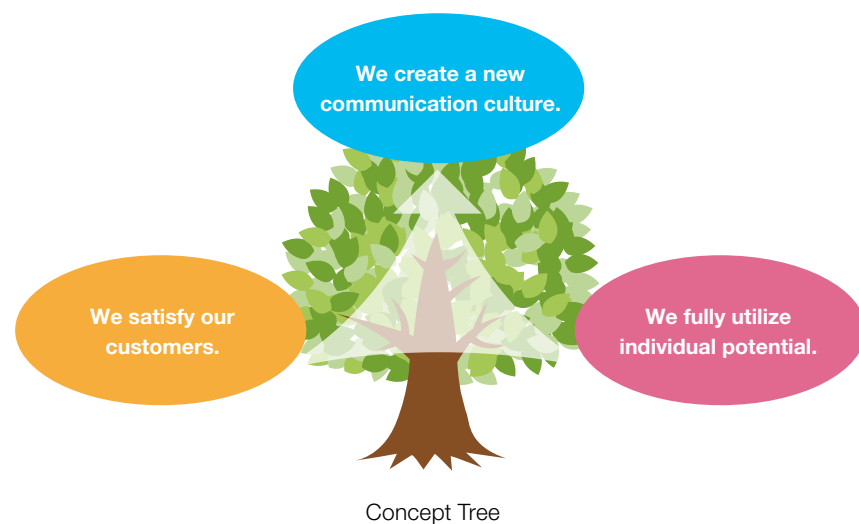 We create a new
communication culture.
We satisfy our
customers.
We fully utilize
individual potential.
Concept Tree